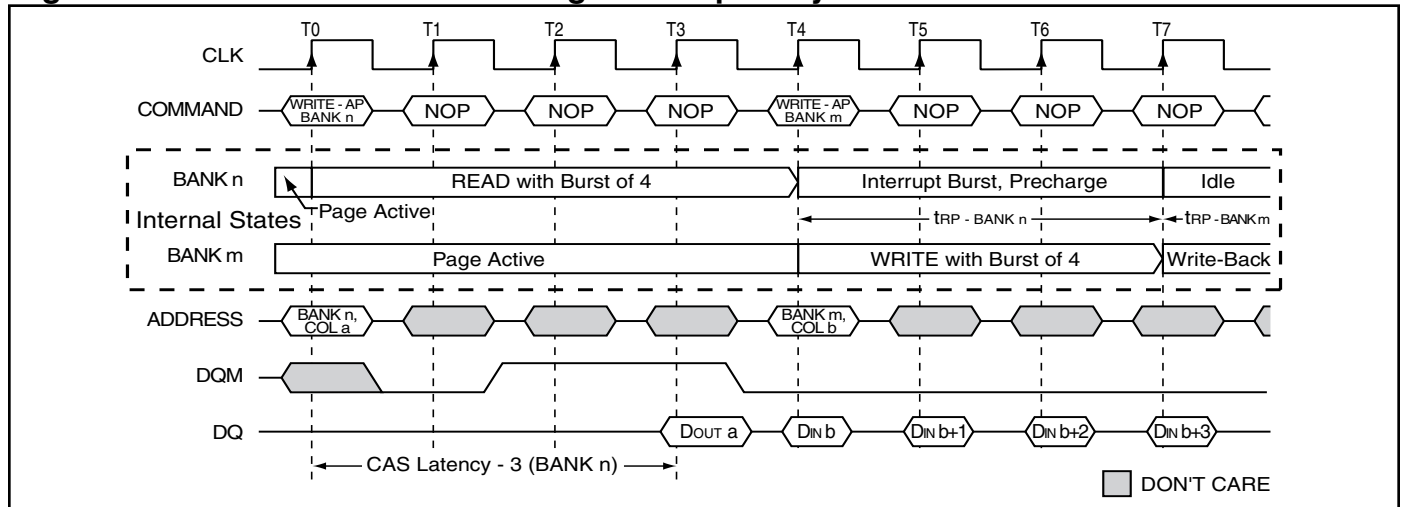 T0 T1 T2 T3 T4 T5 T6 T7
CLK
COMMAND
WRITE - AP
BANK n
NOP NOP NOP
WRITE - AP
BANK m
NOP NOP NOP
BANK n
READ with Burst of 4
Interrupt Burst, Precharge
Idle
Internal States
Page Active
tRP - BANK n
tRP - BANK m
BANK m
Page Active
WRITE with Burst of 4
Write-Back
ADDRESS
BANK n,
COL a
BANK m,
COL b
DQM
DQ
DOUT a
DIN b
DIN b+1
DIN b+2
DIN b+3
CAS Latency - 3 (BANK n)
DON'T CARE